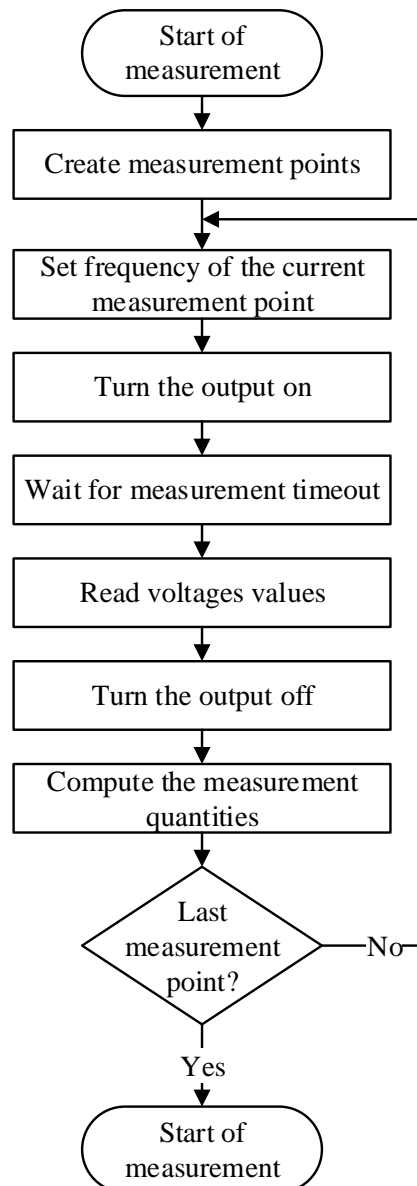 Start of
measurement
Create measurement points
Set frequency of the current
measurement point
Turn the output on
Wait for measurement timeout
Read voltages values
Turn the output off
Compute the measurement
quantities
Last
measurement
point?
No
Yes
Start of
measurement